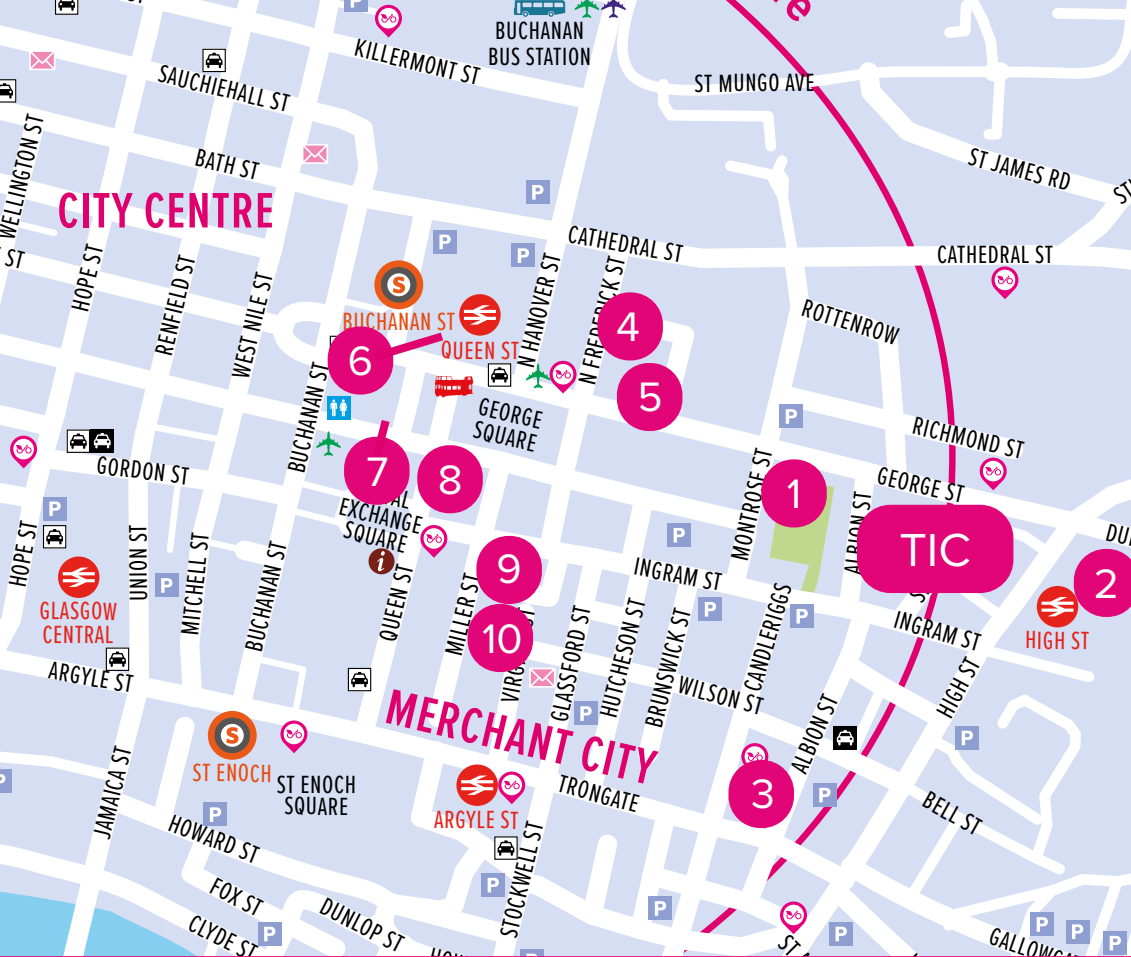 BUCHANAN
BUS STATION
KILLERMONT ST
SAUCHIEHALL ST
ST MUNGO AVE
ST JAMES RD
WELLINGTON ST
BATH ST
CITY CENTRE
P
CATHEDRAL ST
CATHEDRAL ST
P
P
ST
HOPE ST
RENFIELD ST
WEST NILE ST
S
BUCHANAN ST
QUEEN ST
N HANOVER ST
N FREDERICK ST
ROTTENROW
4
6
5
BUCHANAN ST
GEORGE
SQUARE
P
RICHMOND ST
GORDON ST
7
8
MONTROSE ST
1
GEORGE ST
ALBION ST
TIC
EXCHANGE
SQUARE
i
P
HOPE ST
UNION ST
MITCHELL ST
BUCHANAN ST
QUEEN ST
MILLER ST
9
10
P
INGRAM ST
P
P
P
2
HIGH ST
INGRAM ST
GLASGOW
CENTRAL
GLASSFORD ST
HUTCHESON ST
BRUNSWICK ST
CANDLERIGGS
WILSON ST
HIGH ST
ARGYLE ST
MERCHANT CITY
P
ALBION ST
P
S
ST ENOCH
ST ENOCH
SQUARE
ARGYLE ST
TRONGATE
3
P
BELL ST
JAMAICA ST
P
HOWARD ST
STOCKWELL ST
P
FOX ST
CLYDE ST
P
DUNLOP ST
P
P
P
P
P